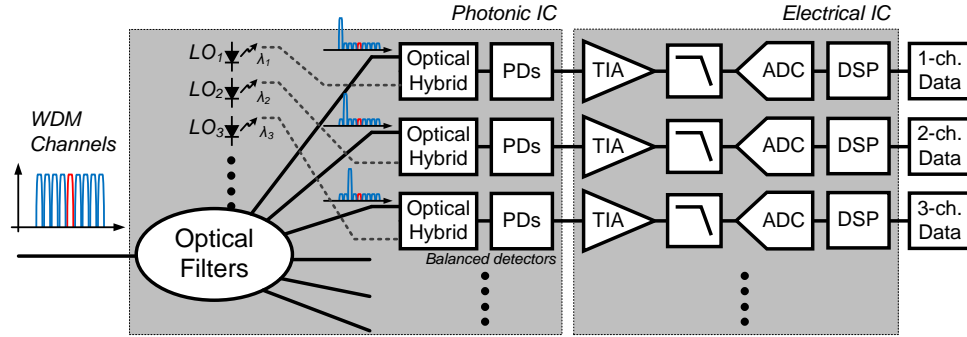 Photonic IC
Electrical IC
LO1
λ1
Optical
Hybrid
PDs
TIA
ADC
DSP
1-ch.
Data
LO2
λ2
WDM
Channels
Optical
Hybrid
PDs
TIA
ADC
DSP
2-ch.
Data
LO3
λ3
Optical
Hybrid
PDs
TIA
ADC
DSP
3-ch.
Data
Optical
Filters
Balanced detectors